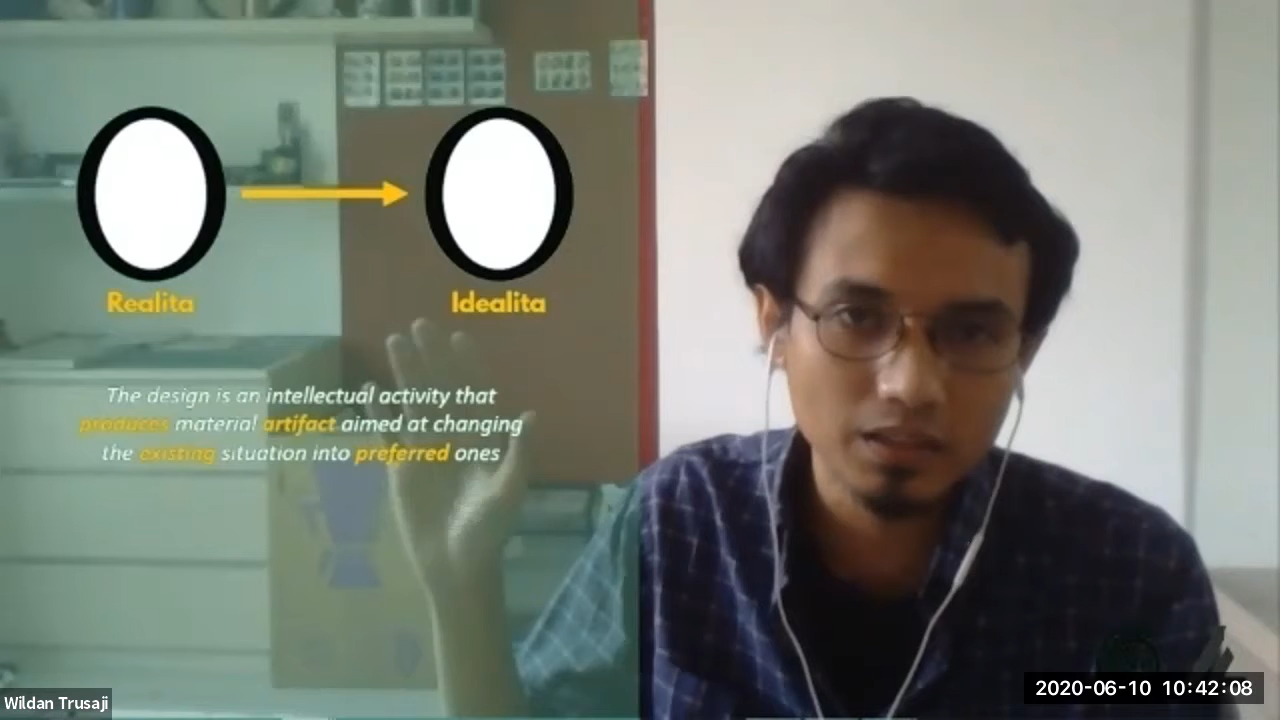 Realita
Idealita
The design is an intellectual activity that
produces material artifact aimed at changing
the existing situation into preferred ones
Wildan Trusaji
2020-06-10 10:42:08